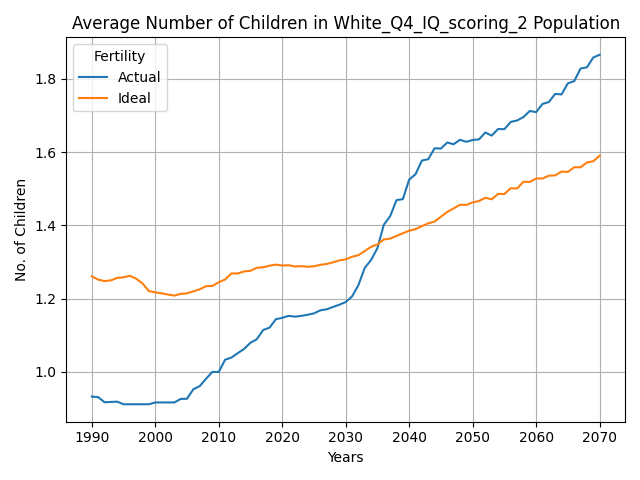 Average Number of Children in White_Q4_IQ_scoring_2 Population
Fertility
Actual
Ideal
No. of Children
1.8
1.6
1.4
1.2
1.0
1990 2000 2010 2020 2030 2040 2050 2060 2070
Years